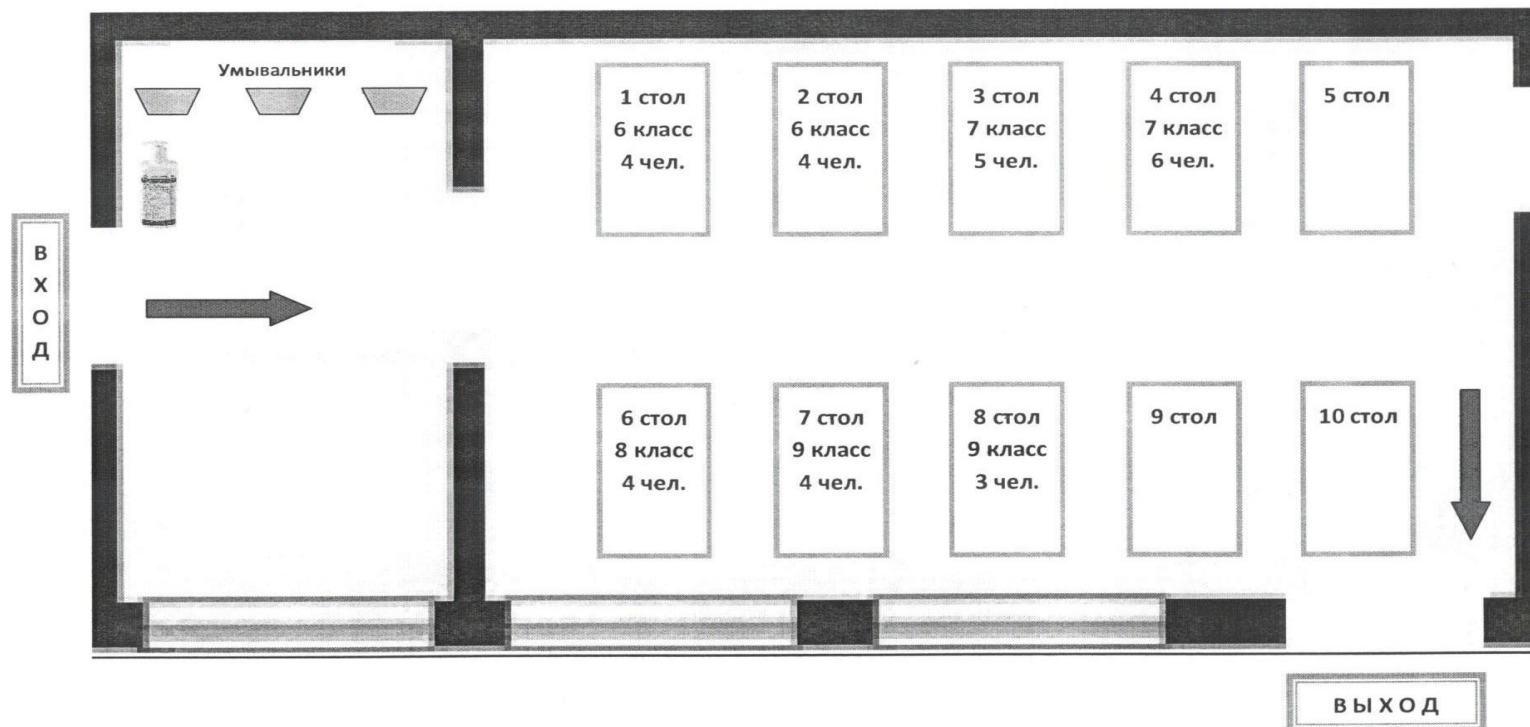 Умывальники
1 стол
6 класс
4 чел.
2 стол
6 класс
4 чел.
3 стол
7 класс
5 чел.
4 стол
7 класс
6 чел.
5 стол
ВХОД
6 стол
8 класс
4 чел.
7 стол
9 класс
4 чел.
8 стол
9 класс
3 чел.
9 стол
10 стол
ВЫХОД